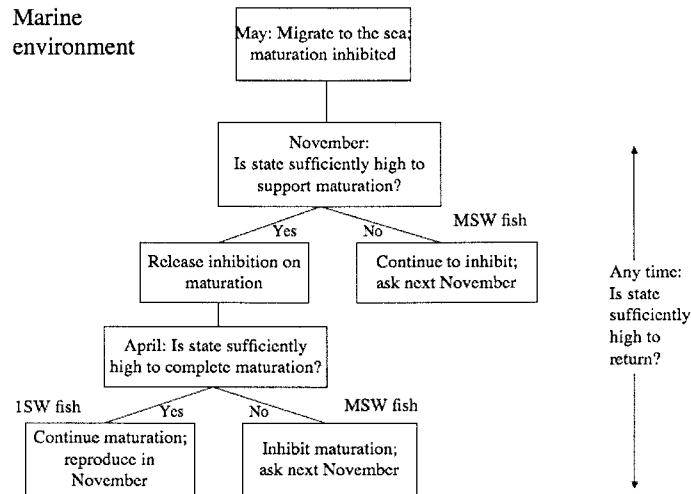 Marine
environment
May: Migrate to the sea;
maturation inhibited
November:
Is state sufficiently high to
support maturation?
Yes
No
MSW fish
Release inhibition on
maturation
Continue to inhibit;
ask next November
Any time:
Is state
sufficiently
high to
return?
April: Is state sufficiently
high to complete maturation?
1SW fish
Yes
No
MSW fish
Continue maturation;
reproduce in
November
Inhibit maturation;
ask next November